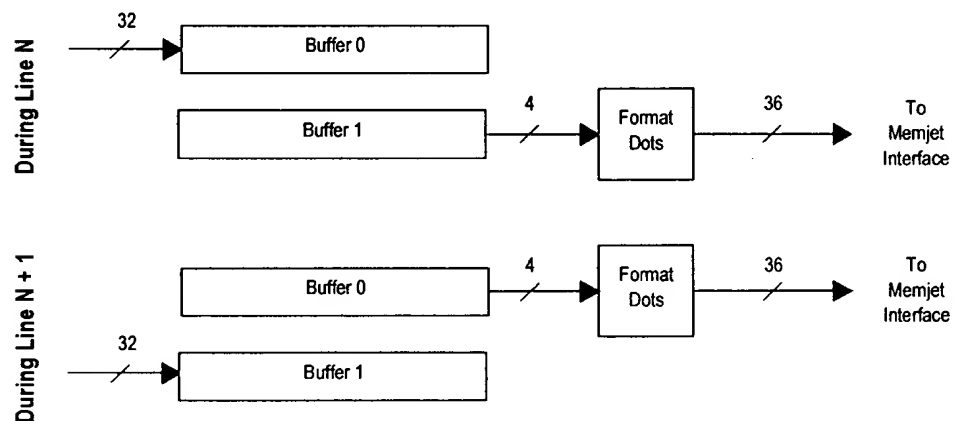 During Line N
32
Buffer 0
Buffer 1
4
Format
Dots
36
To
Memjet
Interface
During Line N + 1
Buffer 0
4
Format
Dots
36
To
Memjet
Interface
32
Buffer 1